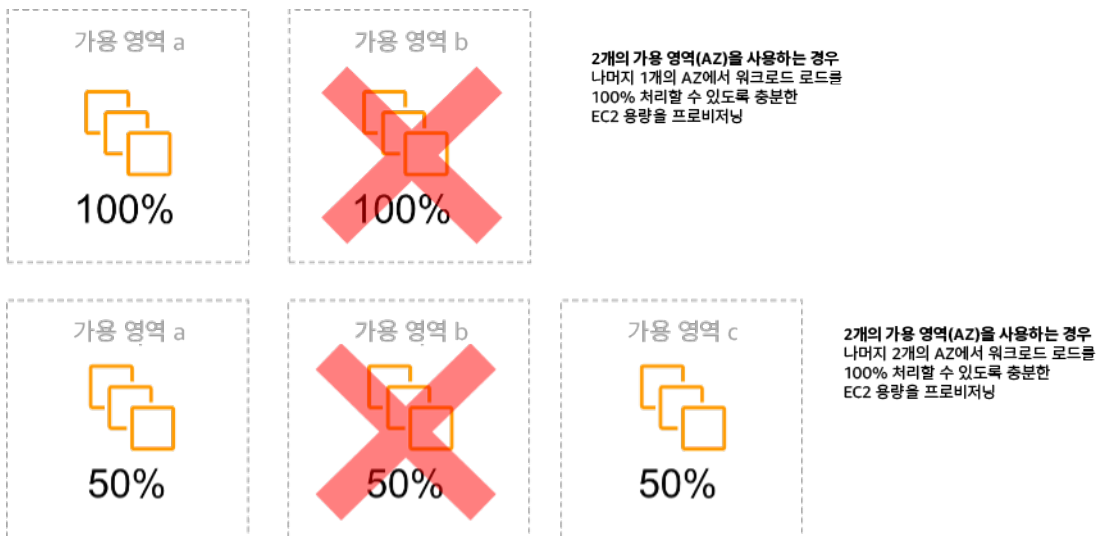 가용 영역 a
가용 영역 b
100%
100%
2개의 가용 영역(AZ)을 사용하는 경우
나머지 1개의 AZ에서 워크로드 로드를
100% 처리할 수 있도록 충분한
EC2 용량을 프로비저닝
가용 영역 a
가용 영역 b
가용 영역 c
50%
50%
50%
2개의 가용 영역(AZ)을 사용하는 경우
나머지 2개의 AZ에서 워크로드 로드를
100% 처리할 수 있도록 충분한
EC2 용량을 프로비저닝